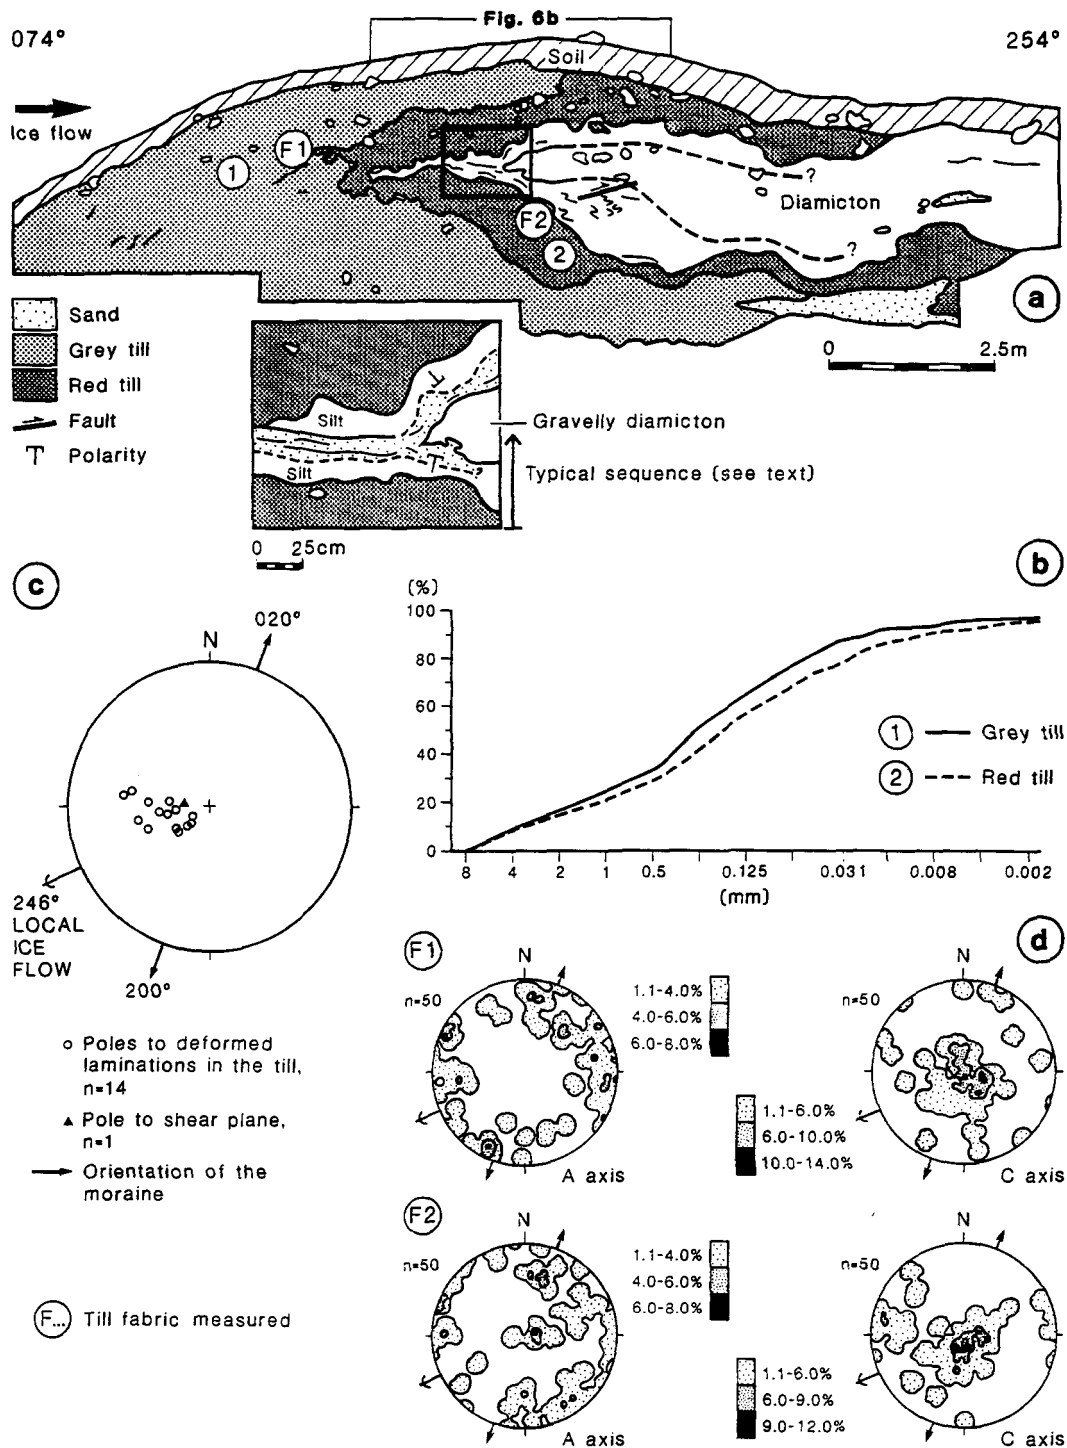 Fig. 6b
074°
254°
Soil
Ice flow
F1
1
F2
2
Diamicton
?
?
a
Sand
Grey till
Red till
Fault
Polarity
0 2.5m
Silt
Silt
?
Gravelly diamicton
Typical sequence (see text)
0 25cm
b
(%)
100
80
60
40
20
0
8 4 2 1 0.5 0.125 0.031 0.008 0.002
(mm)
1 Grey till
2 Red till
c
N
020°
246°
LOCAL
ICE
FLOW
200°
Poles to deformed
laminations in the till,
n=14
Pole to shear plane,
n=1
Orientation of the
moraine
F... Till fabric measured
d
F1
N
n=50
A axis
1.1-4.0%
4.0-6.0%
6.0-8.0%
N
n=50
C axis
1.1-6.0%
6.0-10.0%
10.0-14.0%
F2
N
n=50
A axis
1.1-4.0%
4.0-6.0%
6.0-8.0%
N
n=50
C axis
1.1-6.0%
6.0-9.0%
9.0-12.0%